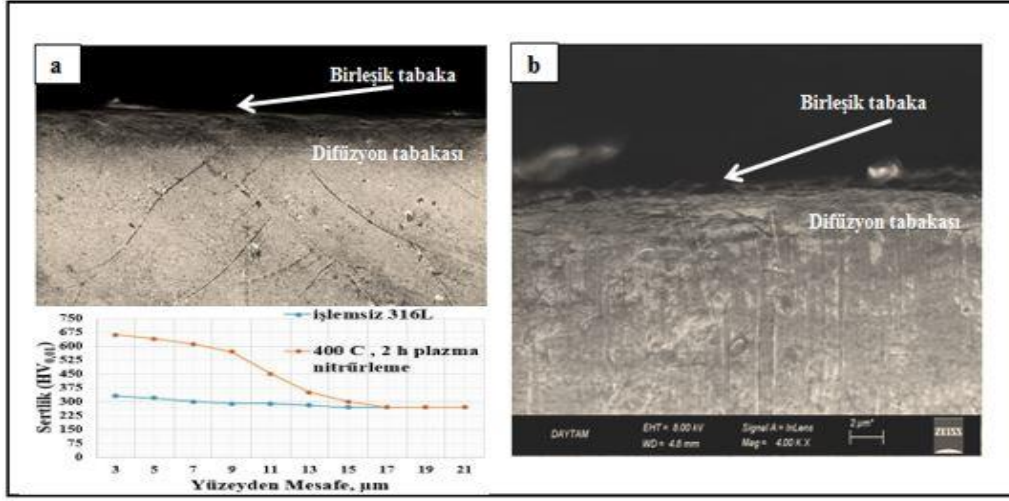 a
Birleşik tabaka
Difüzyon tabakası
750
675
600
525
450
375
300
225
150
75
0
Sertlik (HV0,01)
işlemsiz 316L
400 C , 2 h plazma
nitrürleme
3 5 7 9 11 13 15 17 19 21
Yüzeyden Mesafe, µm
b
Birleşik tabaka
Difüzyon tabakası
DAYTAM
EHT = 8.00 kV
WD = 4.6 mm
Signal A = InLens
Mag = 4.00 K X
2 µm*
ZEISS